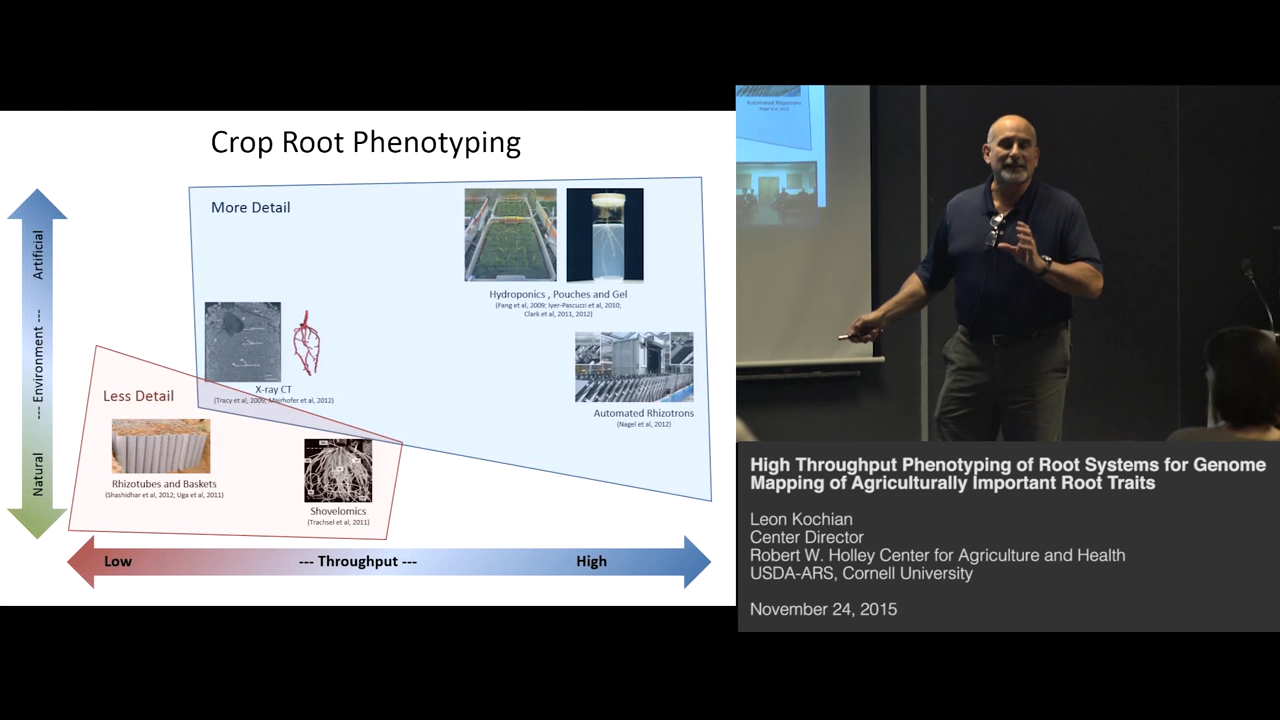 Crop Root Phenotyping
More Detail
Hydroponics , Pouches and Gel
(Fang et al, 2009; Iyer-Pascuzzi et al, 2010;
Clark et al, 2011, 2012)
X-ray CT
(Tracy et al, 2009; Mairhofer et al, 2012)
Automated Rhizotrons
(Nagel et al, 2012)
Less Detail
Rhizotubes and Baskets
(Shashidhar et al, 2012; Uga et al, 2011)
Shovelomics
(Trachsel et al, 2011)
Artificial
--- Environment ---
Natural
Low --- Throughput --- High
Automated Rhizotrons
High Throughput Phenotyping of Root Systems for Genome
Mapping of Agriculturally Important Root Traits
Leon Kochian
Center Director
Robert W. Holley Center for Agriculture and Health
USDA-ARS, Cornell University
November 24, 2015